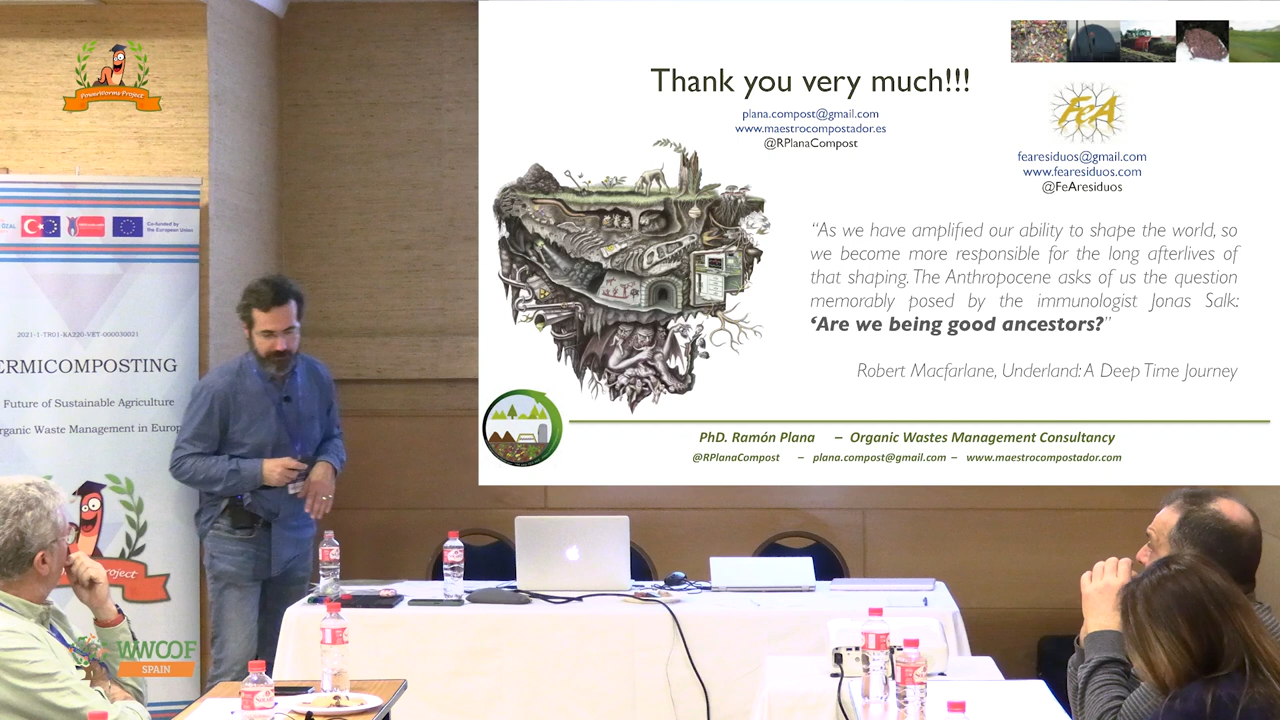 PowerWorms Project
Co-funded by
the European Union
2021-1-TR01-KA220-VET-000030021
ERMICOMPOSTING
Future of Sustainable Agriculture
rganic Waste Management in Europ
roject
WWOOF
SPAIN
Thank you very much!!!
plana.compost@gmail.com
www.maestrocompostador.es
@RPlanaCompost
FeA
fearesiduos@gmail.com
www.fearesiduos.com
@FeAresiduos
“As we have amplified our ability to shape the world, so
we become more responsible for the long afterlives of
that shaping. The Anthropocene asks of us the question
memorably posed by the immunologist Jonas Salk:
‘Are we being good ancestors?’”
Robert Macfarlane, Underland: A Deep Time Journey
PhD. Ramón Plana – Organic Wastes Management Consultancy
@RPlanaCompost – plana.compost@gmail.com – www.maestrocompostador.com